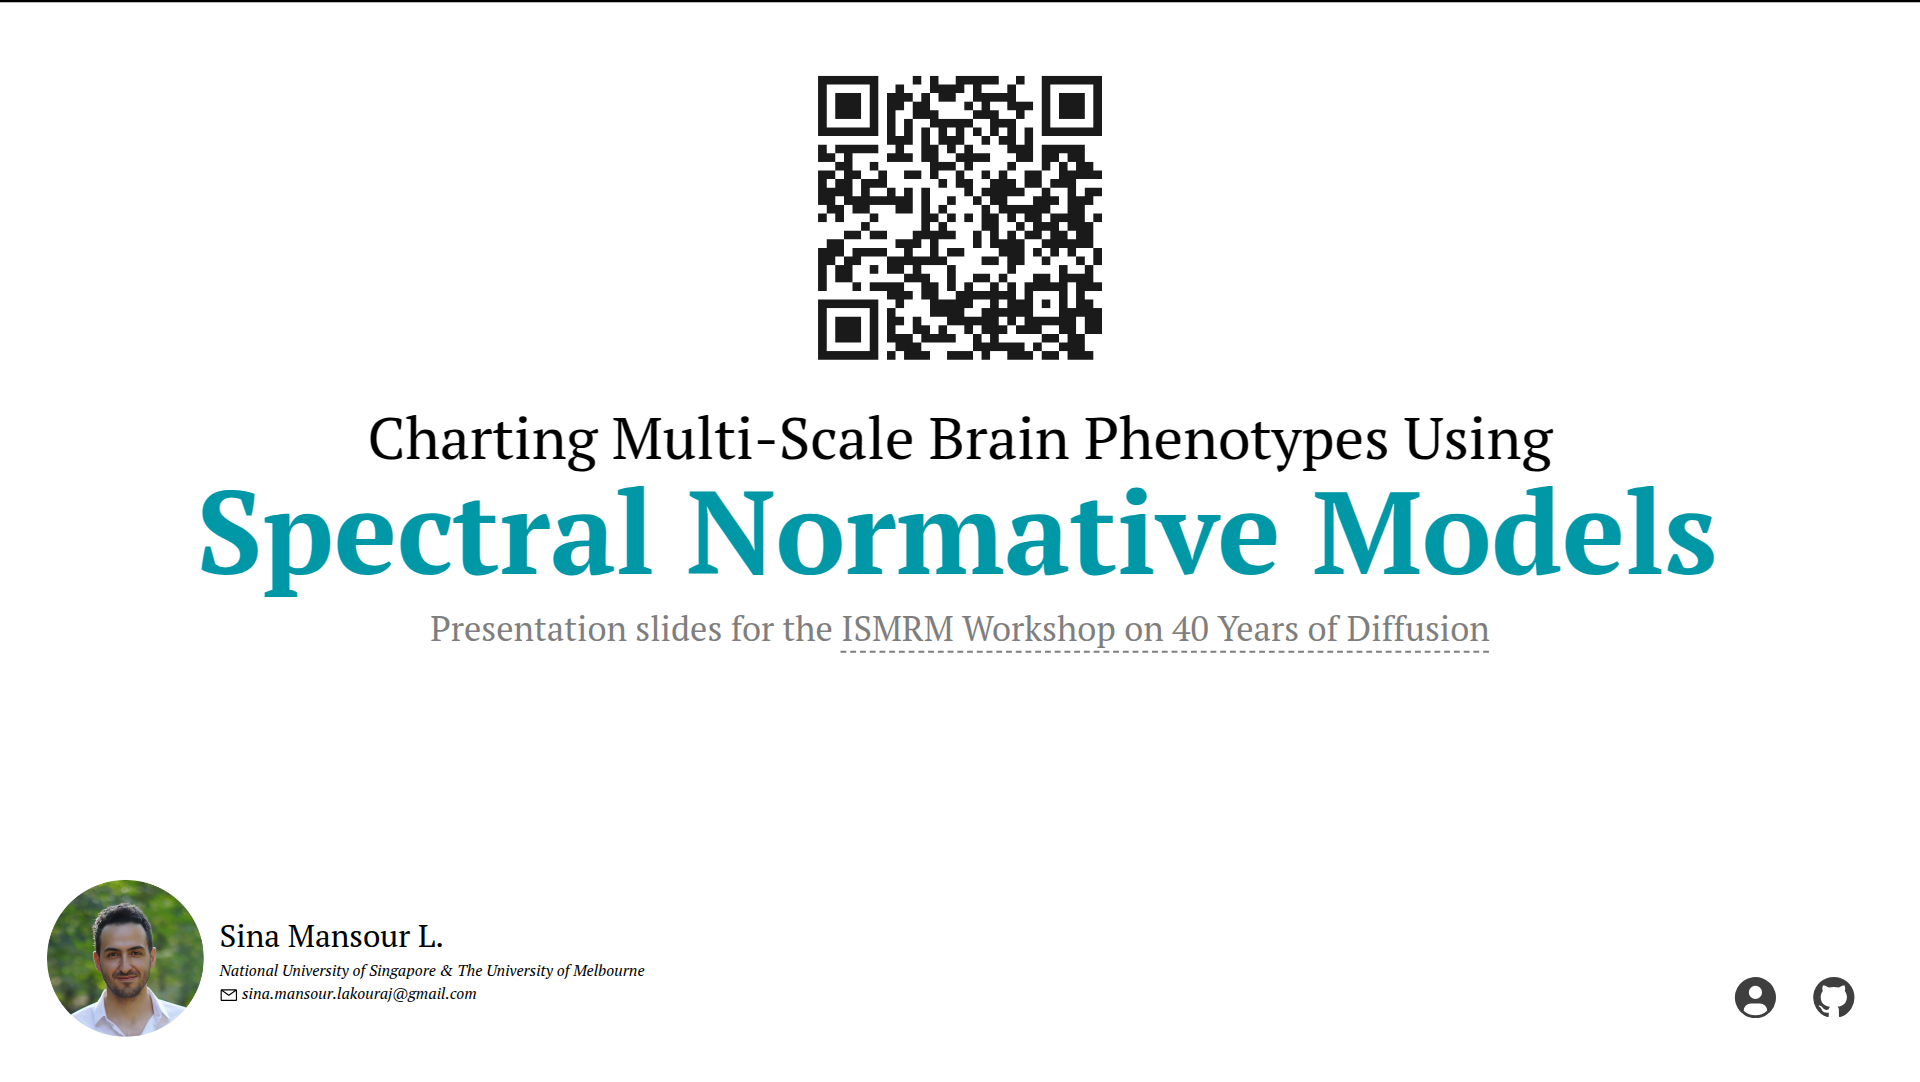 Charting Multi-Scale Brain Phenotypes Using
Spectral Normative Models
Presentation slides for the ISMRM Workshop on 40 Years of Diffusion
Sina Mansour L.
National University of Singapore & The University of Melbourne
sina.mansour.lakouraj@gmail.com